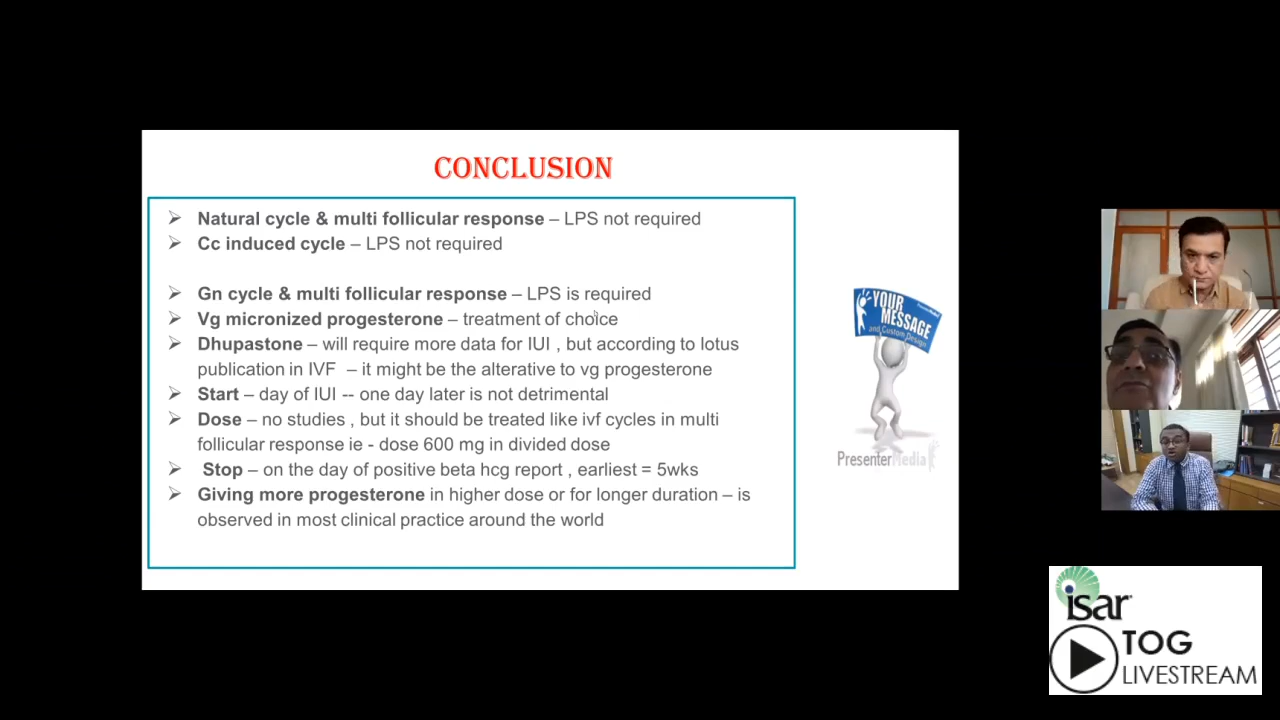 CONCLUSION
➢ Natural cycle & multi follicular response – LPS not required
➢ Cc induced cycle – LPS not required
➢ Gn cycle & multi follicular response – LPS is required
➢ Vg micronized progesterone – treatment of choice
➢ Dhupastone – will require more data for IUI , but according to lotus
publication in IVF – it might be the alterative to vg progesterone
➢ Start – day of IUI -- one day later is not detrimental
➢ Dose – no studies , but it should be treated like ivf cycles in multi
follicular response ie - dose 600 mg in divided dose
➢ Stop – on the day of positive beta hcg report , earliest = 5wks
➢ Giving more progesterone in higher dose or for longer duration – is
observed in most clinical practice around the world
YOUR
MESSAGE
and Custom Design
PresenterMedia
isar
TOG
LIVESTREAM